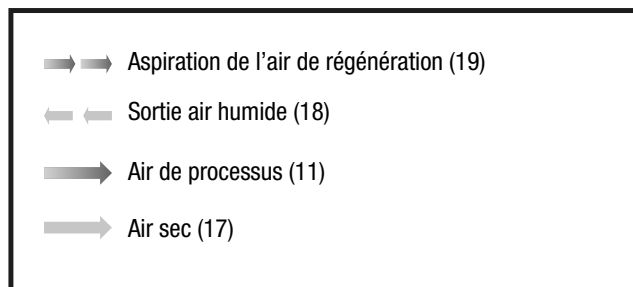 Aspiration de l’air de régénération (19)
Sortie air humide (18)
Air de processus (11)
Air sec (17)